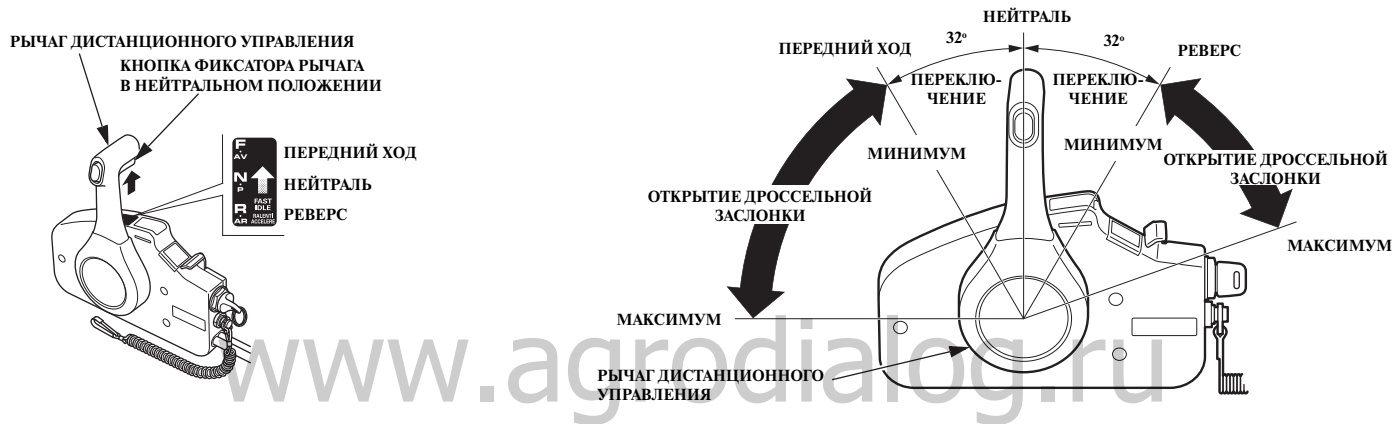 РЫЧАГ ДИСТАНЦИОННОГО УПРАВЛЕНИЯ
КНОПКА ФИКСАТОРА РЫЧАГА
В НЕЙТРАЛЬНОМ ПОЛОЖЕНИИ
F
AV
N
P
R
AR
FAST
IDLE
RALENTI
ACCELERE
ПЕРЕДНИЙ ХОД
НЕЙТРАЛЬ
РЕВЕРС
НЕЙТРАЛЬ
32º
32º
ПЕРЕДНИЙ ХОД
РЕВЕРС
ПЕРЕКЛЮ-
ЧЕНИЕ
ПЕРЕКЛЮ-
ЧЕНИЕ
МИНИМУМ
МИНИМУМ
ОТКРЫТИЕ ДРОССЕЛЬНОЙ
ЗАСЛОНКИ
ОТКРЫТИЕ ДРОССЕЛЬНОЙ
ЗАСЛОНКИ
МАКСИМУМ
МАКСИМУМ
РЫЧАГ ДИСТАНЦИОННОГО
УПРАВЛЕНИЯ
www.agrodialog.ru